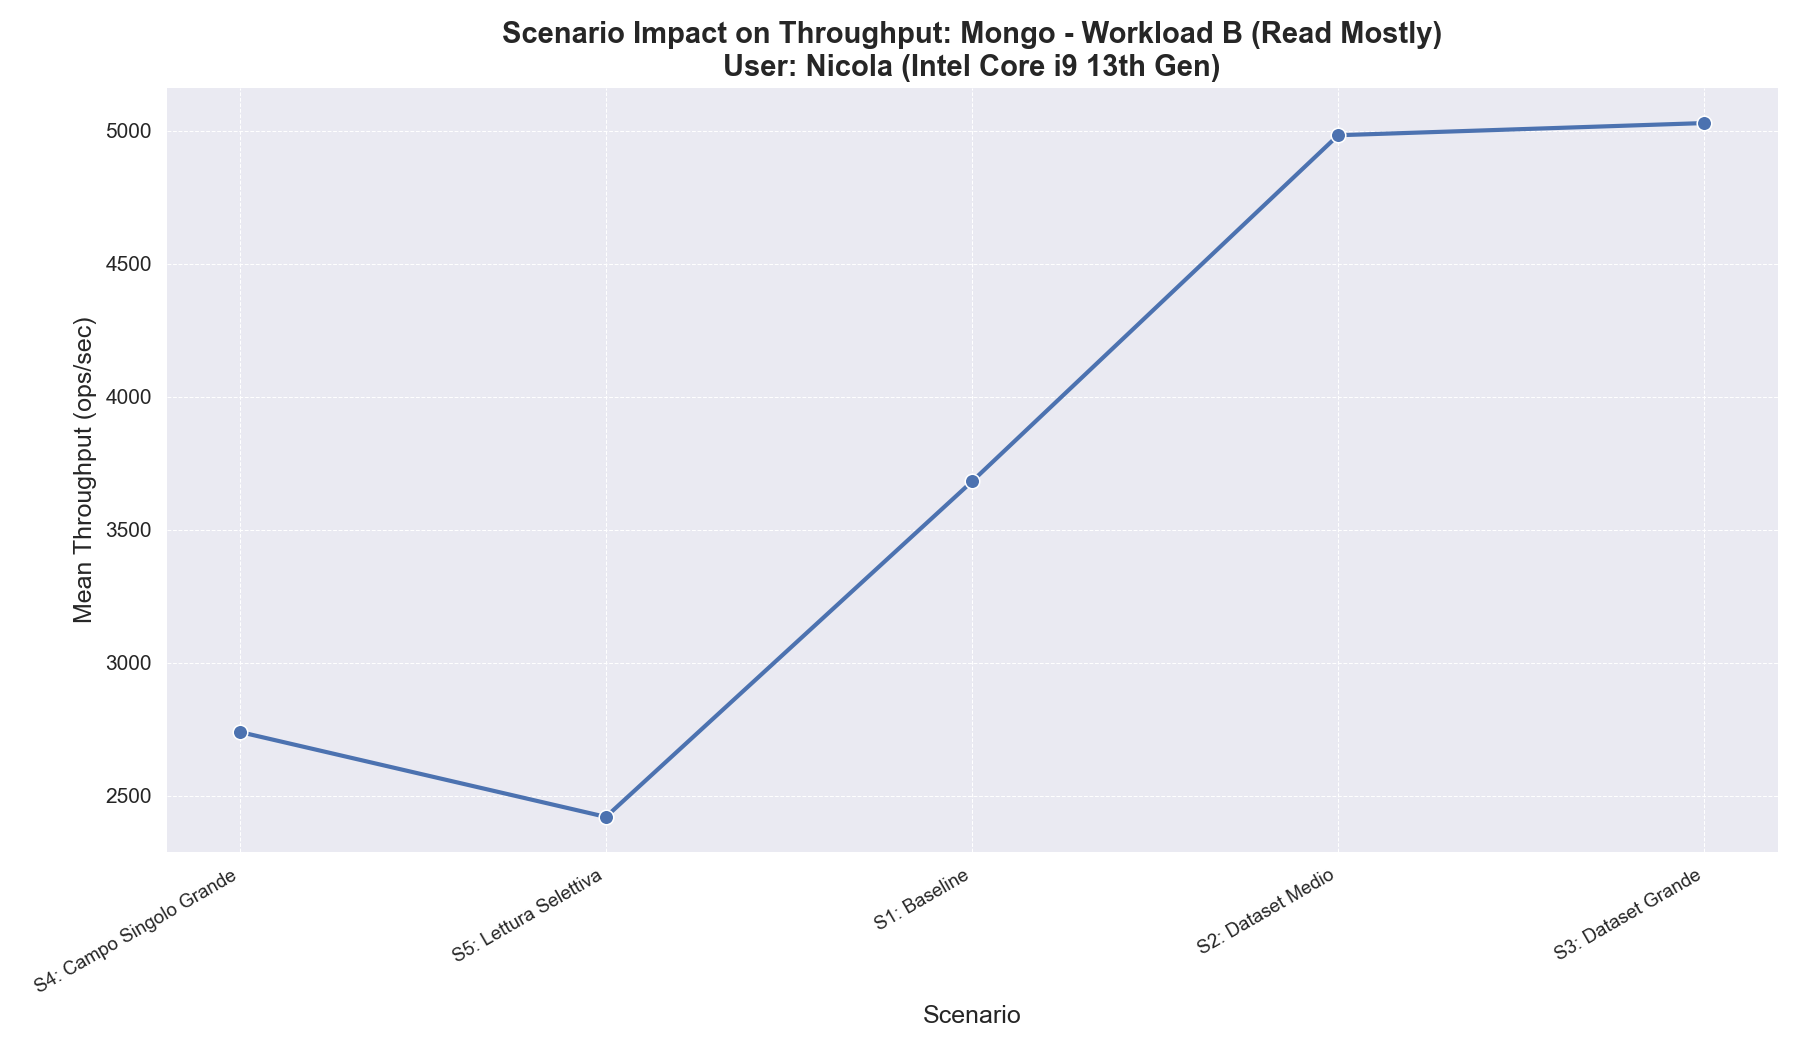 Scenario Impact on Throughput: Mongo - Workload B (Read Mostly)
User: Nicola (Intel Core i9 13th Gen)
Mean Throughput (ops/sec)
5000
4500
4000
3500
3000
2500
S4: Campo Singolo Grande
S5: Lettura Selettiva
S1: Baseline
S2: Dataset Medio
S3: Dataset Grande
Scenario